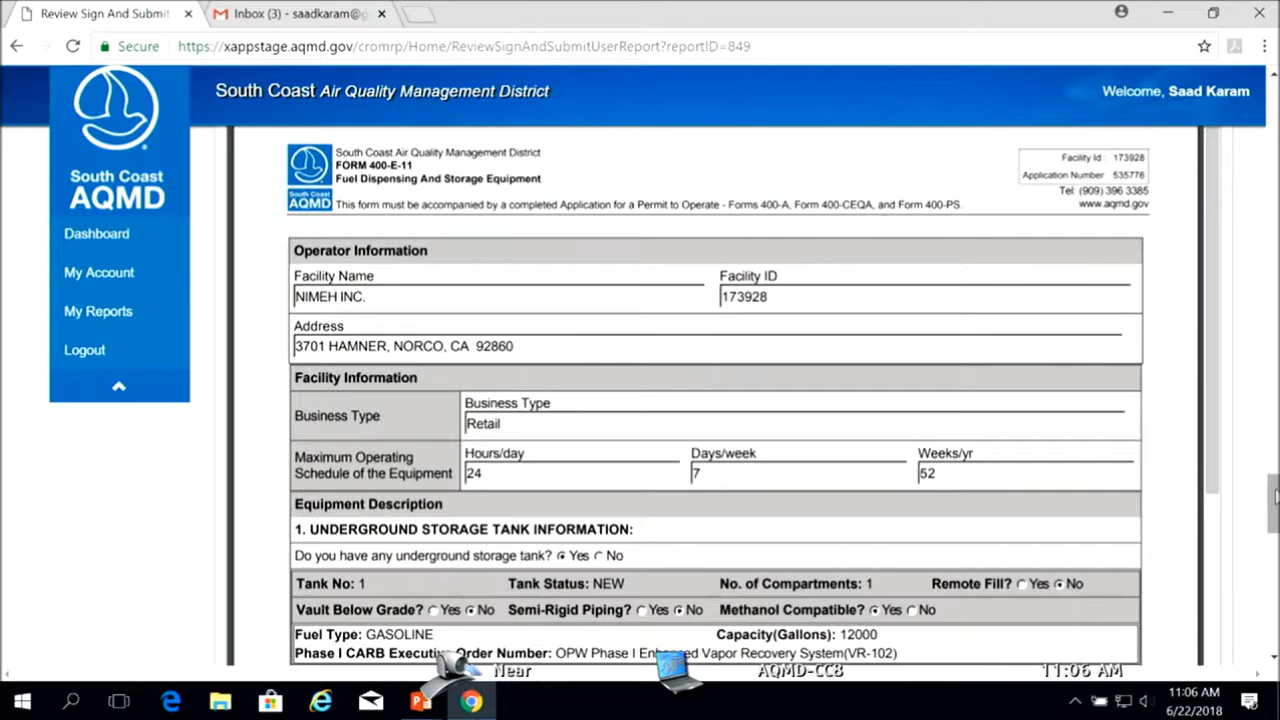 Review Sign And Submit
Inbox (3) - saadkaram@g
Secure https://xappstage.aqmd.gov/cromrp/Home/ReviewSignAndSubmitUserReport?reportID=849
South Coast Air Quality Management District
Welcome, Saad Karam
South Coast
AQMD
Dashboard
My Account
My Reports
Logout
South Coast Air Quality Management District
FORM 400-E-11
Fuel Dispensing And Storage Equipment
South Coast
AQMD
This form must be accompanied by a completed Application for a Permit to Operate - Forms 400-A, Form 400-CEQA, and Form 400-PS.
Facility Id : 173928
Application Number 535776
Tel: (909) 396 3385
www.aqmd.gov
Operator Information
Facility Name Facility ID
NIMEH INC. 173928
Address
3701 HAMNER, NORCO, CA 92860
Facility Information
Business Type
Business Type
Retail
Maximum Operating
Schedule of the Equipment
Hours/day Days/week Weeks/yr
24 7 52
Equipment Description
1. UNDERGROUND STORAGE TANK INFORMATION:
Do you have any underground storage tank? Yes No
Tank No: 1 Tank Status: NEW No. of Compartments: 1 Remote Fill? Yes No
Vault Below Grade? Yes No Semi-Rigid Piping? Yes No Methanol Compatible? Yes No
Fuel Type: GASOLINE Capacity(Gallons): 12000
Phase I CARB Executive Order Number: OPW Phase I Enhanced Vapor Recovery System(VR-102)
Near AQMD-CC8 11:06 AM
11:06 AM
6/22/2018